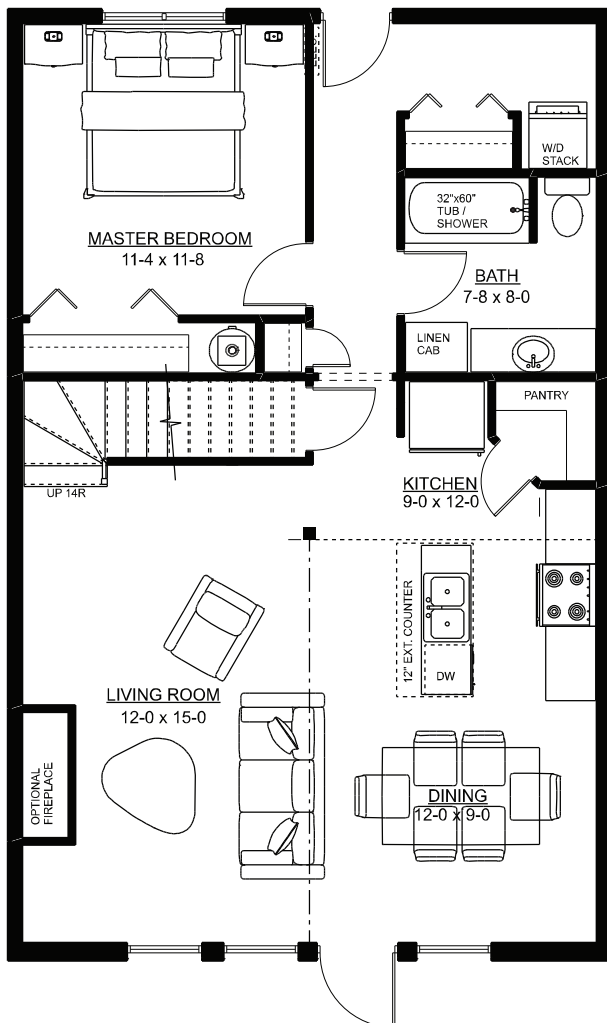 W/D
STACK
32"x60"
TUB /
SHOWER
MASTER BEDROOM
11-4 x 11-8
BATH
7-8 x 8-0
LINEN
CAB
PANTRY
KITCHEN
9-0 x 12-0
UP 14R
12" EXT. COUNTER
DW
LIVING ROOM
12-0 x 15-0
OPTIONAL
FIREPLACE
DINING
12-0 x 9-0